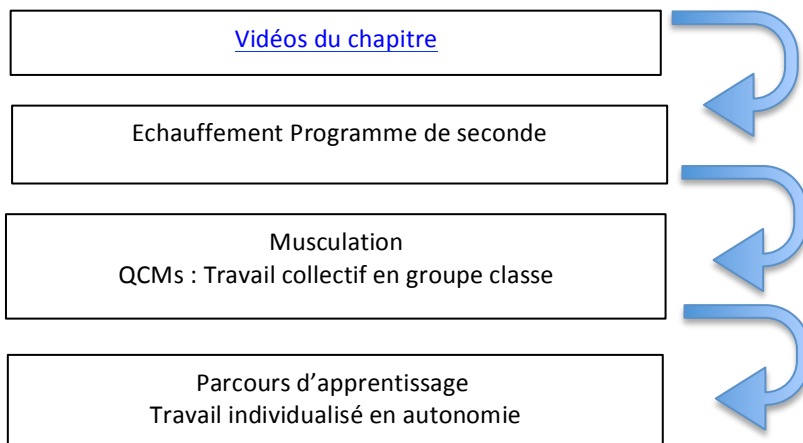 Vidéos du chapitre
Echauffement Programme de seconde
Musculation
QCMs : Travail collectif en groupe classe
Parcours d’apprentissage
Travail individualisé en autonomie